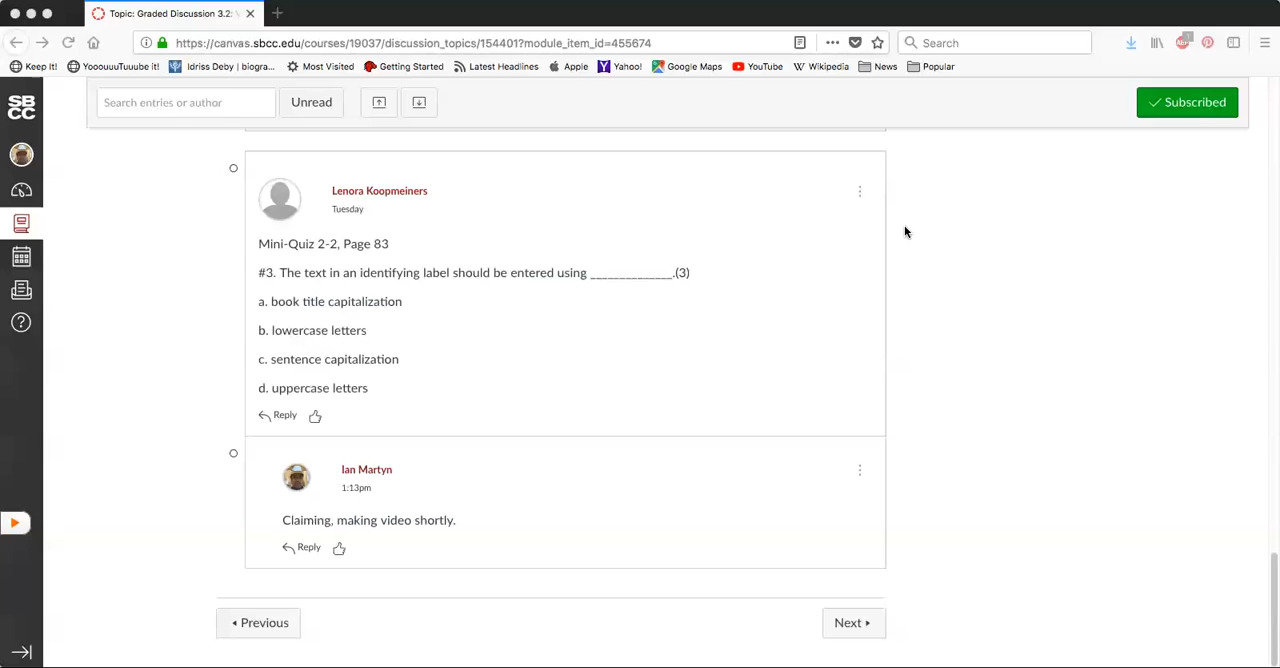 Topic: Graded Discussion 3.2:
https://canvas.sbcc.edu/courses/19037/discussion_topics/154401?module_item_id=455674
Search
Keep It!
YooouuTuuube it!
Idriss Deby | biogra...
Most Visited
Getting Started
Latest Headlines
Apple
Yahoo!
Google Maps
YouTube
Wikipedia
News
Popular
SBCC
Search entries or author
Unread
Subscribed
Lenora Koopmeiners
Tuesday
Mini-Quiz 2-2, Page 83
#3. The text in an identifying label should be entered using _____________.(3)
a. book title capitalization
b. lowercase letters
c. sentence capitalization
d. uppercase letters
Reply
Ian Martyn
1:13pm
Claiming, making video shortly.
Reply
Previous
Next